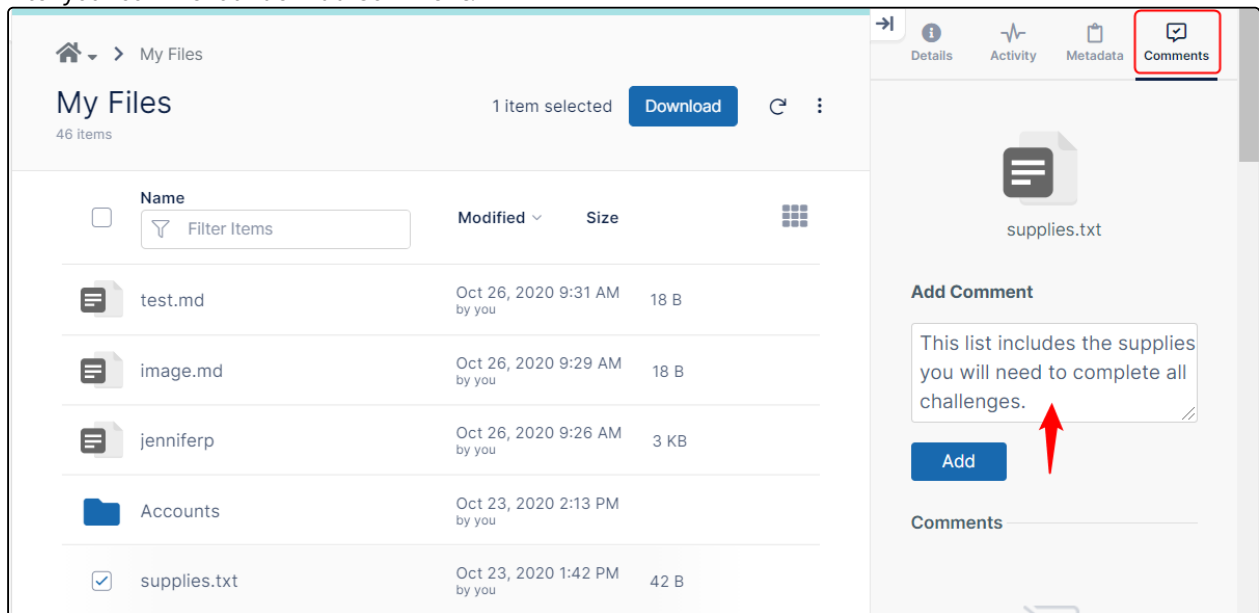 My Files
My Files
46 items
1 item selected
Download
Name
Filter Items
Modified
Size
test.md
Oct 26, 2020 9:31 AM
by you
18 B
image.md
Oct 26, 2020 9:29 AM
by you
18 B
jenniferp
Oct 26, 2020 9:26 AM
by you
3 KB
Accounts
Oct 23, 2020 2:13 PM
by you
supplies.txt
Oct 23, 2020 1:42 PM
by you
42 B
Details
Activity
Metadata
Comments
supplies.txt
Add Comment
This list includes the supplies
you will need to complete all
challenges.
Add
Comments